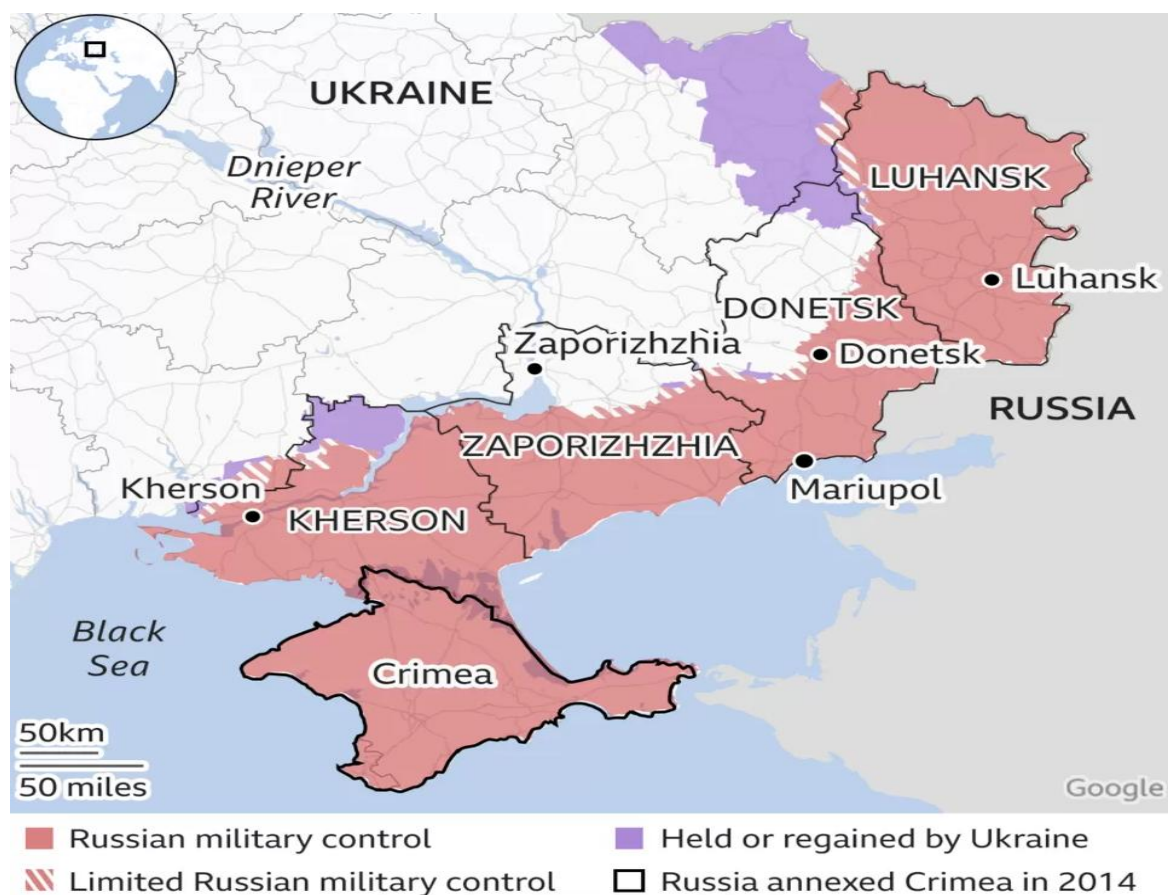 UKRAINE
Dnieper
River
LUHANSK
Luhansk
DONETSK
Zaporizhzhia
Donetsk
RUSSIA
ZAPORIZHZHIA
Mariupol
Kherson
KHERSON
Black
Sea
Crimea
50km
50 miles
Google
Russian military control
Held or regained by Ukraine
Limited Russian military control
Russia annexed Crimea in 2014